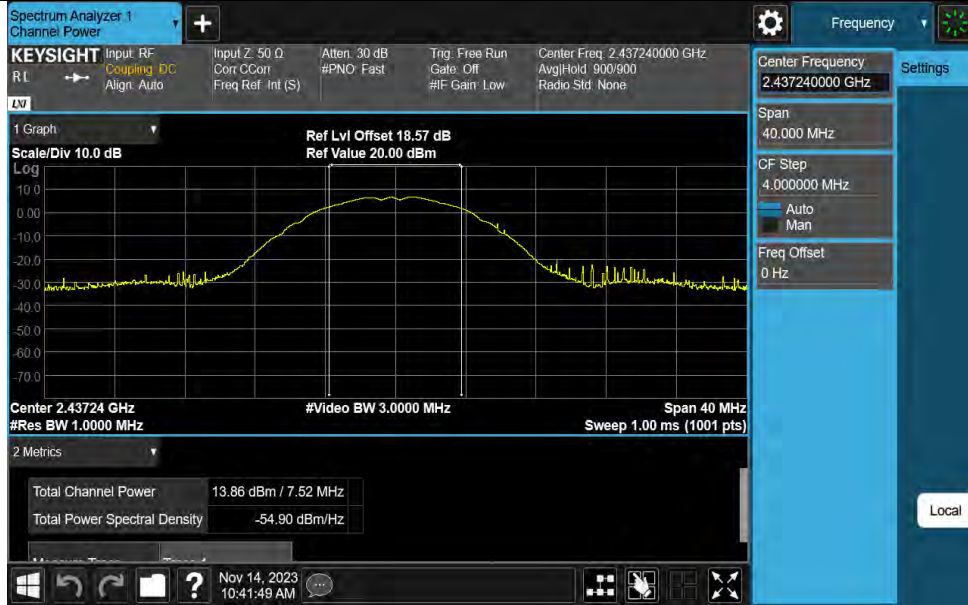 Spectrum Analyzer 1
Channel Power
+
Frequency
KEYSIGHT Input: RF Input Z: 50 Ω Atten: 30 dB Trig: Free Run Center Freq: 2.437240000 GHz
RL Coupling: DC Corr CCorr #PNO: Fast Gate: Off Avg|Hold: 900/900
Align: Auto Freq Ref: Int (S) #IF Gain: Low Radio Std: None
LXI
Center Frequency
2.437240000 GHz
Settings
Span
40.000 MHz
CF Step
4.000000 MHz
Auto
Man
Freq Offset
0 Hz
Local
1 Graph
Ref Lvl Offset 18.57 dB
Scale/Div 10.0 dB
Ref Value 20.00 dBm
Log
10.0
0.00
-10.0
-20.0
-30.0
-40.0
-50.0
-60.0
-70.0
Center 2.43724 GHz #Video BW 3.0000 MHz Span 40 MHz
#Res BW 1.0000 MHz Sweep 1.00 ms (1001 pts)
2 Metrics
Total Channel Power 13.86 dBm / 7.52 MHz
Total Power Spectral Density -54.90 dBm/Hz
?
Nov 14, 2023
10:41:49 AM